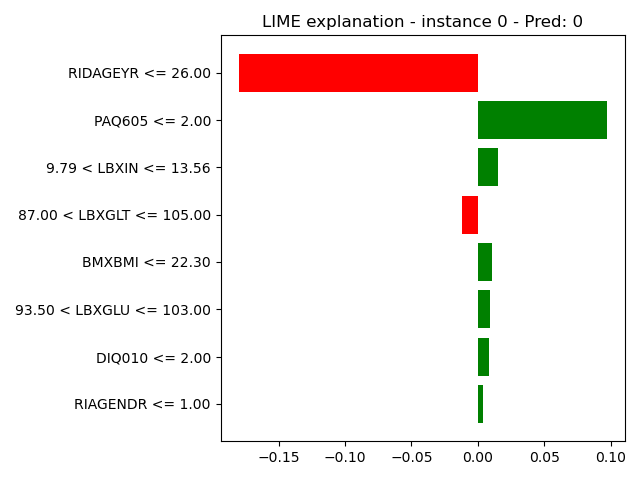 LIME explanation - instance 0 - Pred: 0
RIDAGEYR <= 26.00
PAQ605 <= 2.00
9.79 < LBXIN <= 13.56
87.00 < LBXGLT <= 105.00
BMXBMI <= 22.30
93.50 < LBXGLU <= 103.00
DIQ010 <= 2.00
RIAGENDR <= 1.00
−0.15 −0.10 −0.05 0.00 0.05 0.10